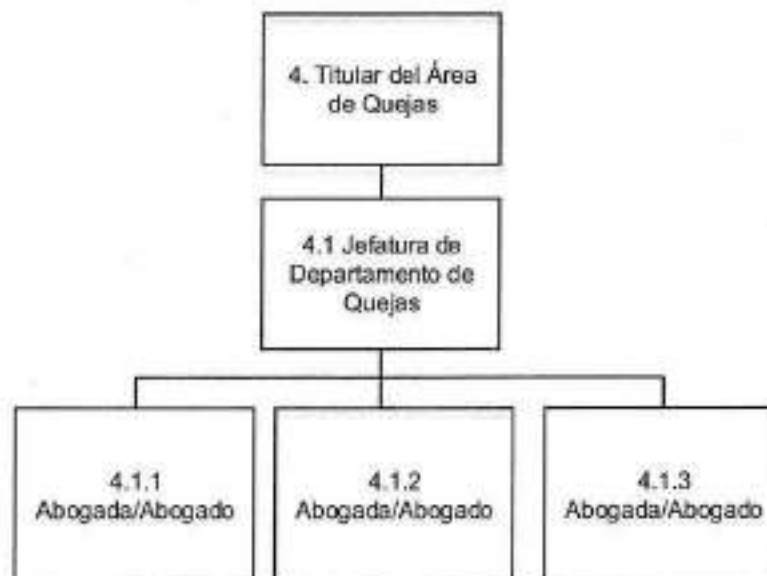 4. Titular del Área
de Quejas
4.1 Jefatura de
Departamento de
Quejas
4.1.1
Abogada/Abogado
4.1.2
Abogada/Abogado
4.1.3
Abogada/Abogado